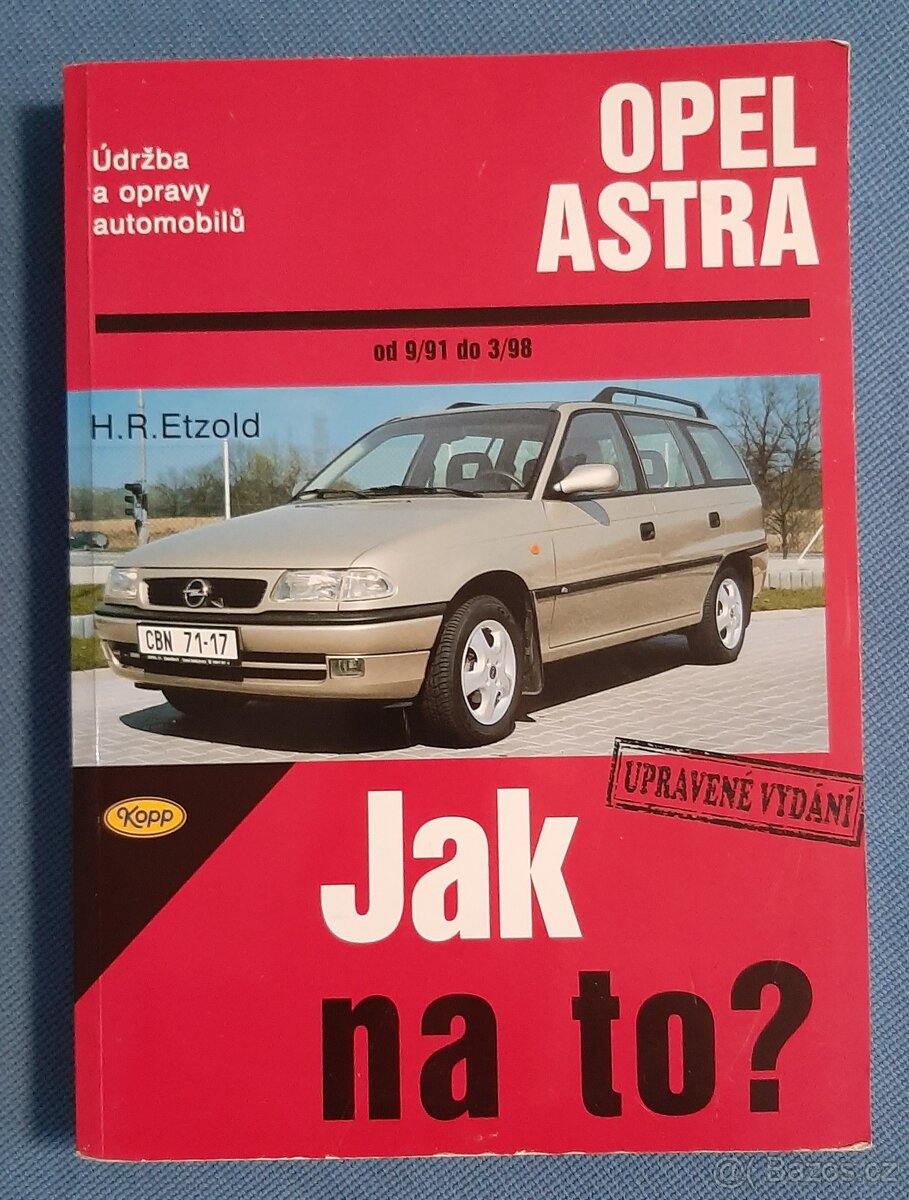 Údržba
a opravy
automobilů
OPEL
ASTRA
od 9/91 do 3/98
H.R.Etzold
CBN 71-17
UPRAVENÉ VYDÁNÍ
Kopp
Jak
na to?
Bazos.cz